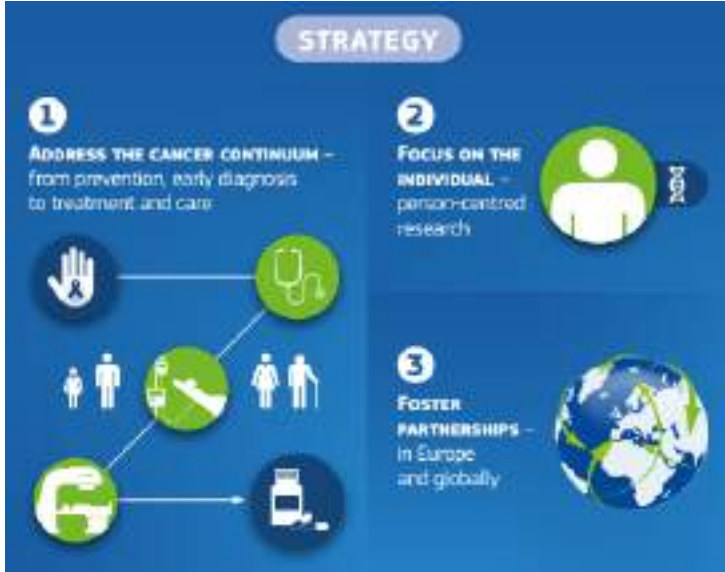 STRATEGY
1
ADDRESS THE CANCER CONTINUUM –
from prevention, early diagnosis
to treatment and care
2
FOCUS ON THE
INDIVIDUAL –
person-centred
research
3
FOSTER
PARTNERSHIPS –
in Europe
and globally